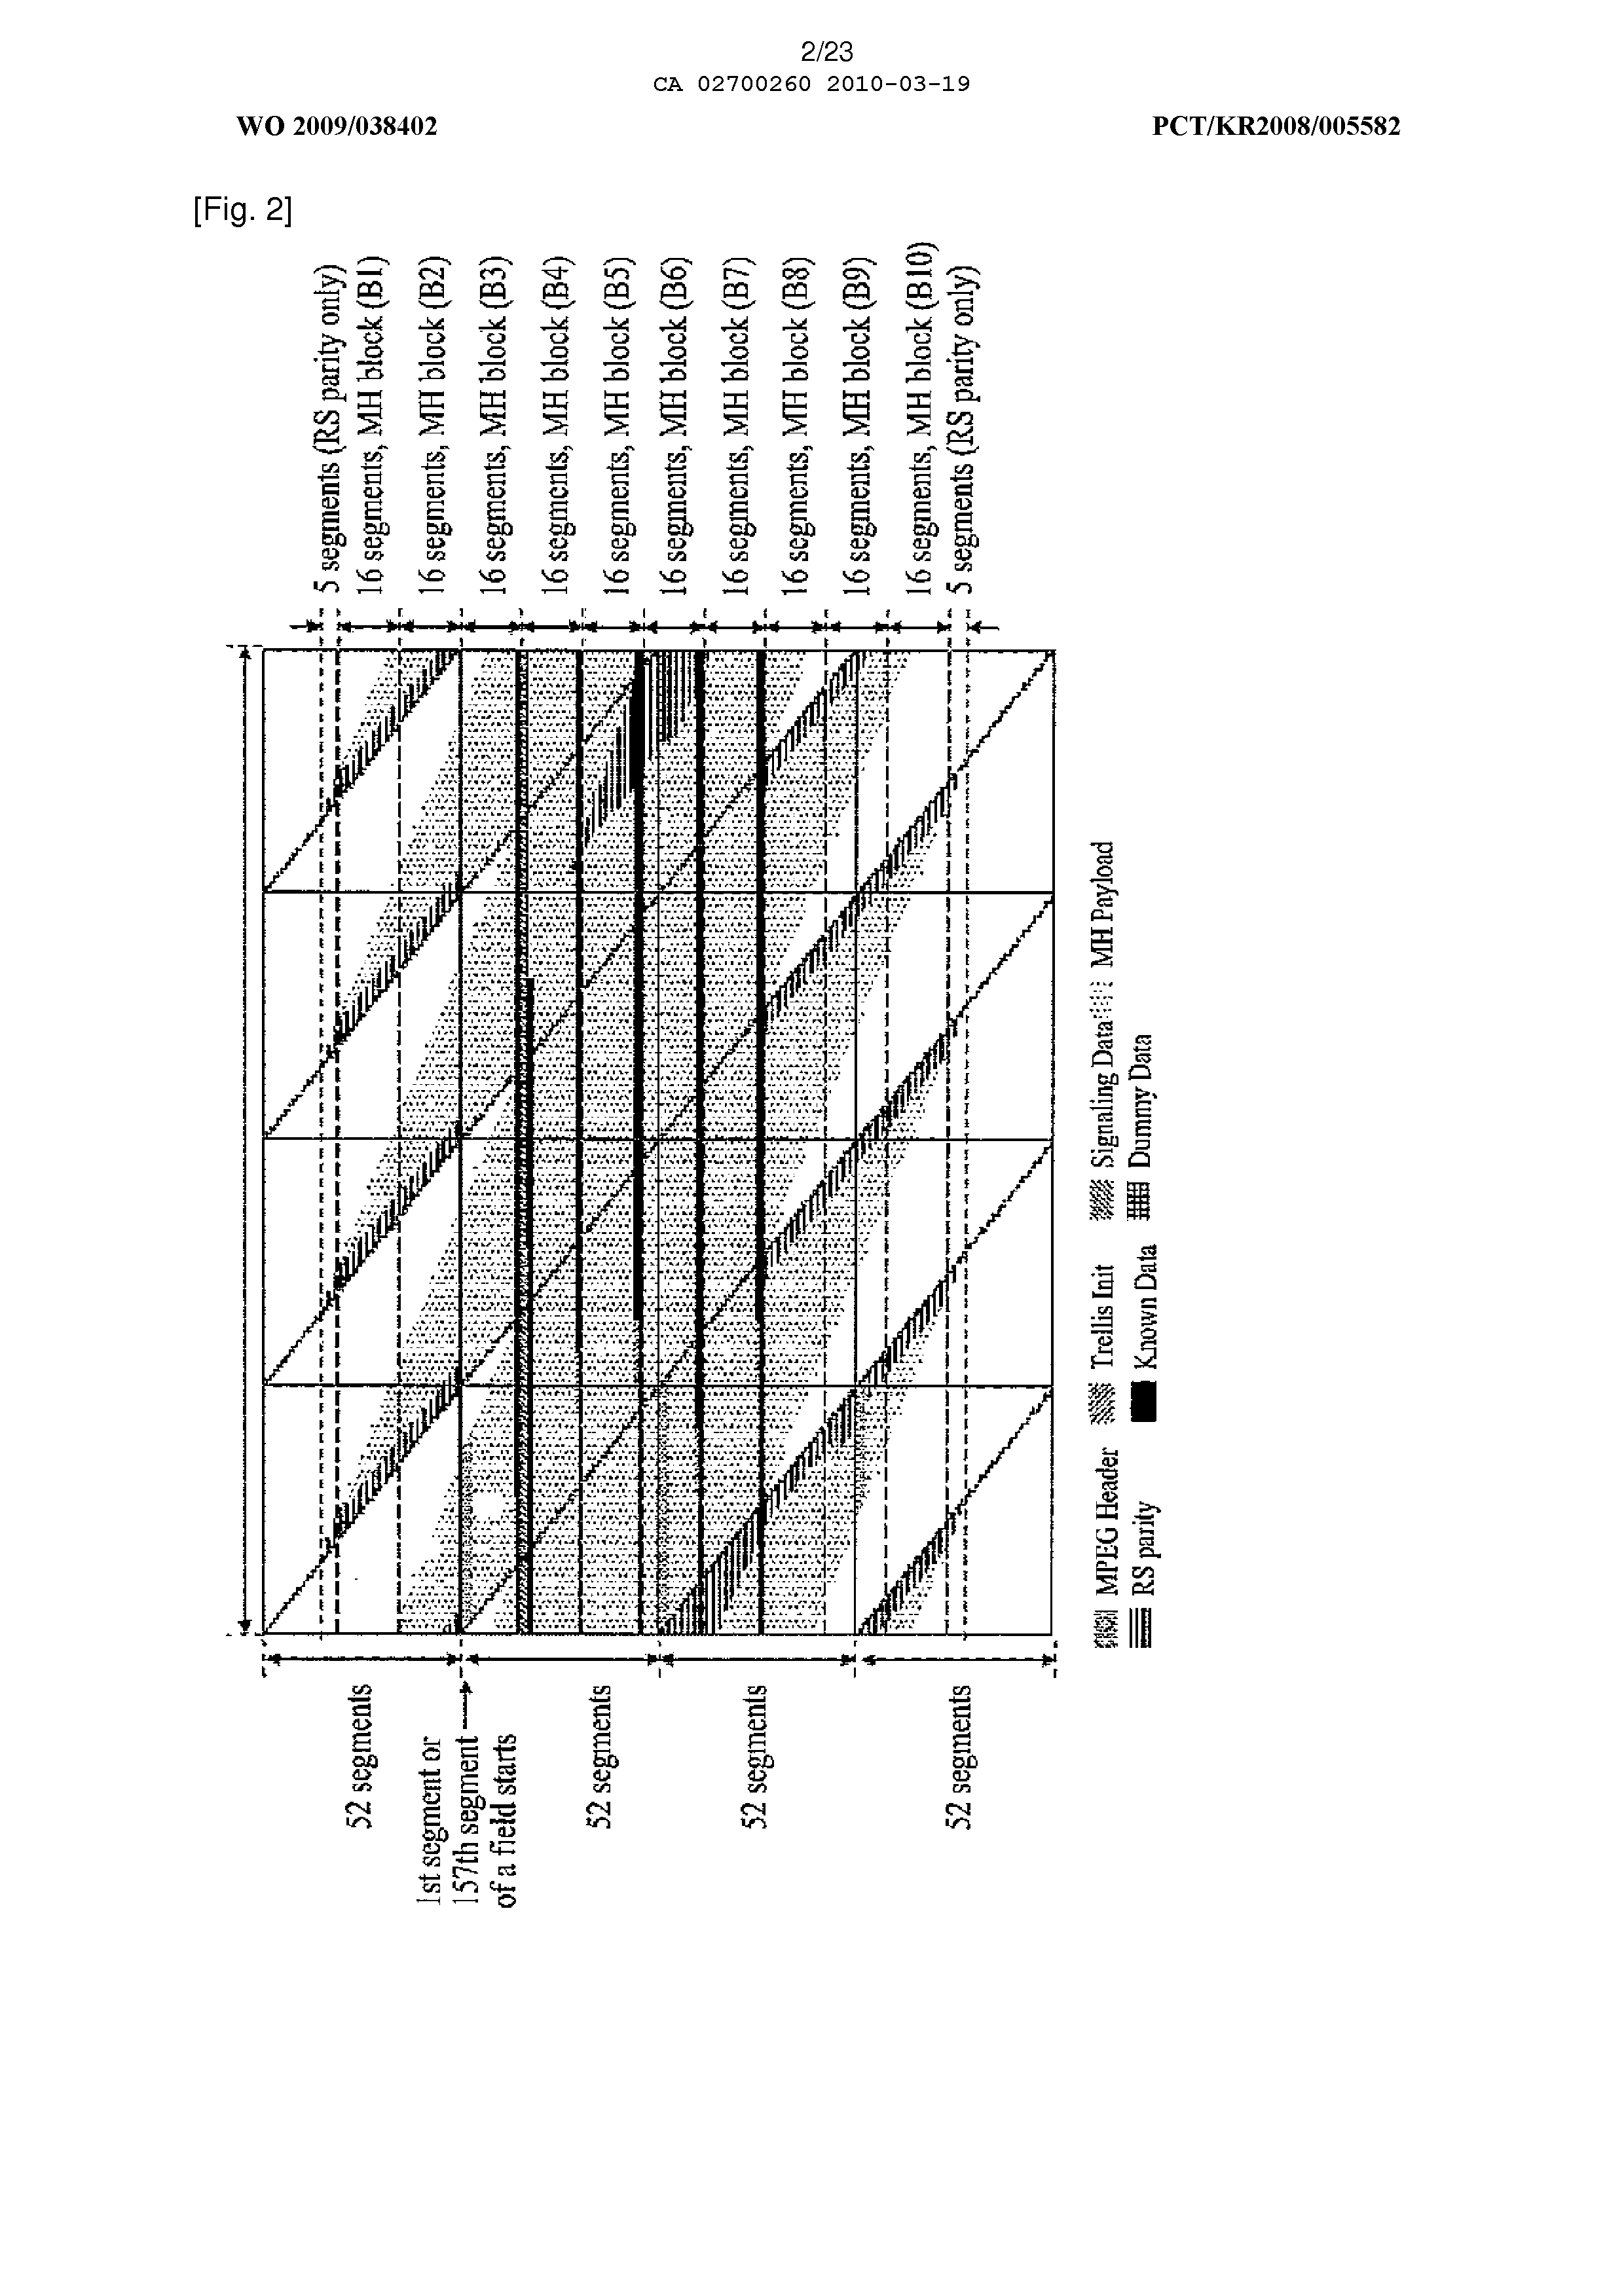 2/23
CA 02700260 2010-03-19
WO 2009/038402
PCT/KR2008/005582
[Fig. 2]
5 segments (RS parity only)
16 segments, MH block (B1)
16 segments, MH block (B2)
16 segments, MH block (B3)
16 segments, MH block (B4)
16 segments, MH block (B5)
16 segments, MH block (B6)
16 segments, MH block (B7)
16 segments, MH block (B8)
16 segments, MH block (B9)
16 segments, MH block (B10)
5 segments (RS parity only)
52 segments
1st segment or
157th segment
of a field starts
52 segments
52 segments
52 segments
MPEG Header Trellis Init Signaling Data MH Payload
RS parity Known Data Dummy Data